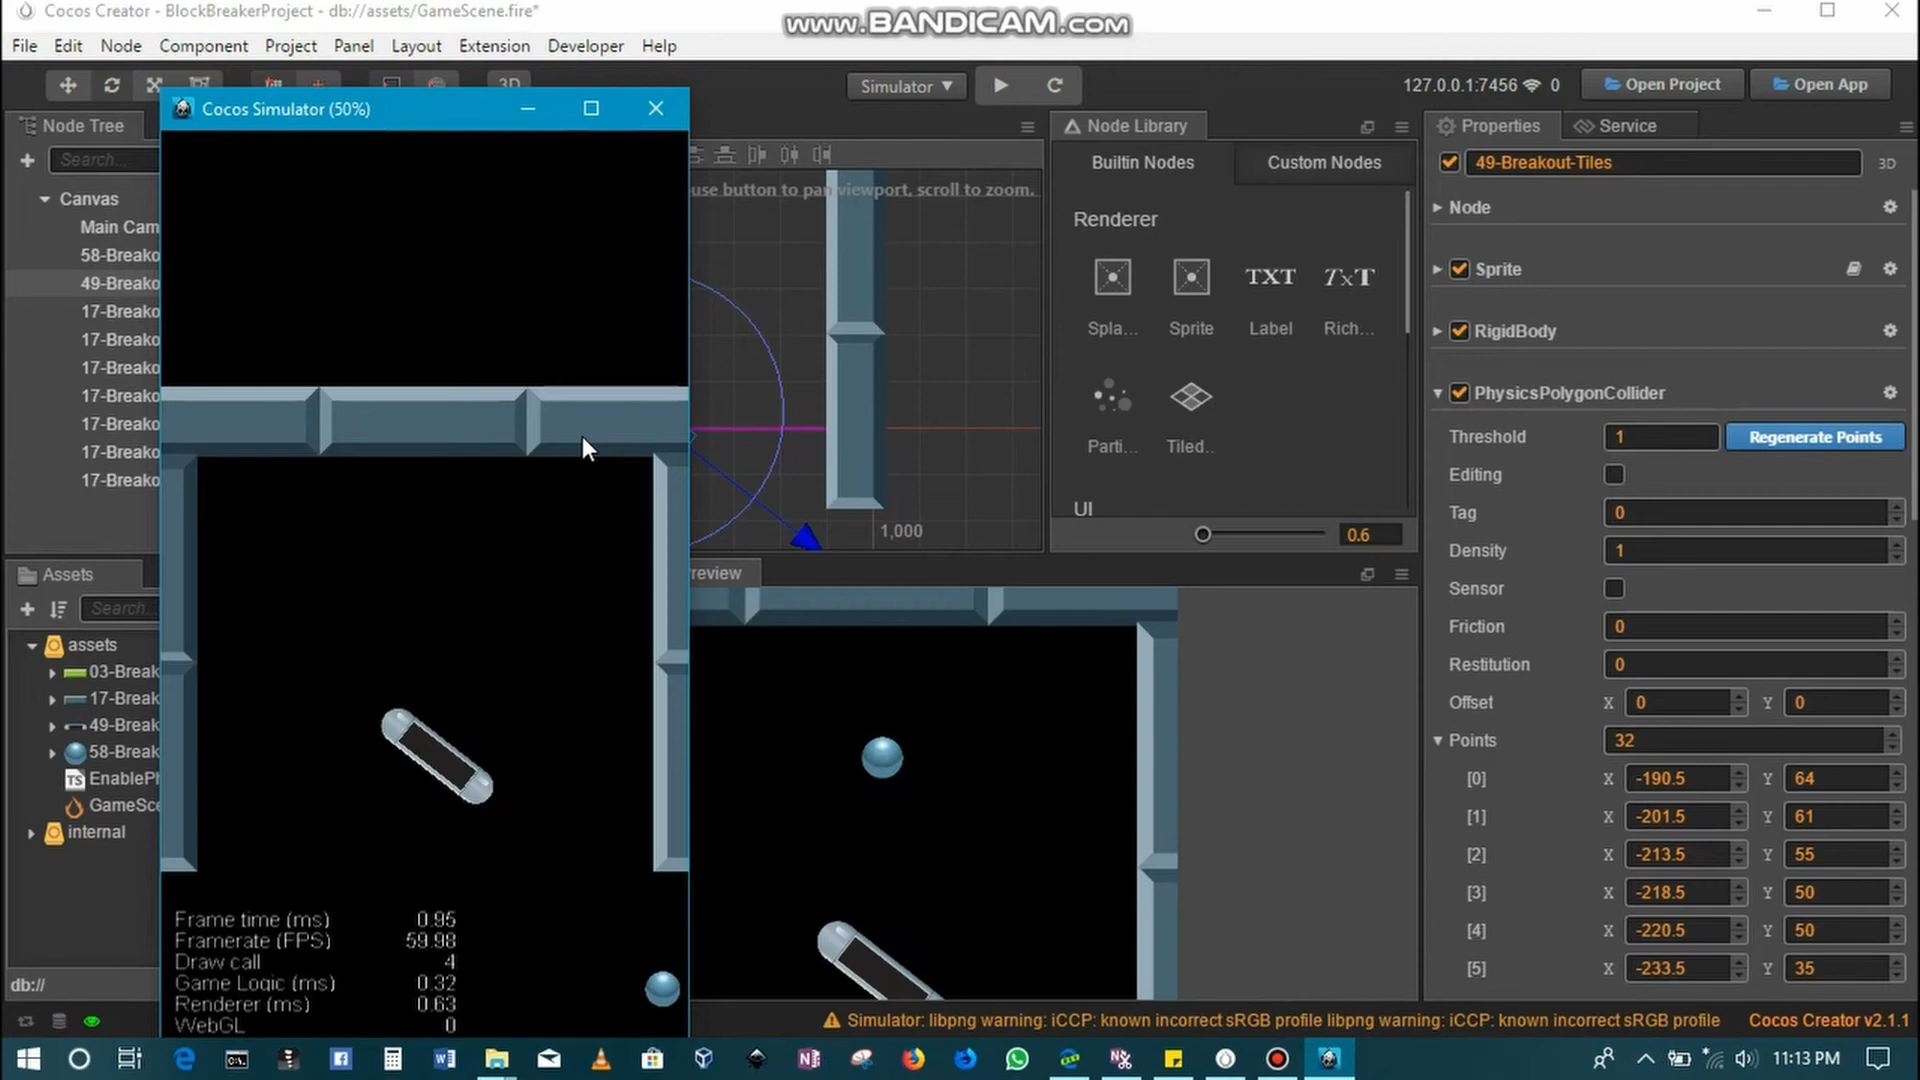 Cocos Creator - BlockBreakerProject - db://assets/GameScene.fire*
www.BANDICAM.com
File Edit Node Component Project Panel Layout Extension Developer Help
3D
Simulator
127.0.0.1:7456 0
Open Project
Open App
Cocos Simulator (50%)
Node Tree
Search...
Canvas
Main Cam
58-Breako
49-Breako
17-Breako
17-Breako
17-Breako
17-Breako
17-Breako
17-Breako
17-Breako
use button to pan viewport, scroll to zoom.
1,000
Node Library
Builtin Nodes
Custom Nodes
Renderer
TXT
TxT
Spla...
Sprite
Label
Rich...
Parti...
Tiled..
UI
0.6
Properties
Service
49-Breakout-Tiles
3D
Node
Sprite
RigidBody
PhysicsPolygonCollider
Threshold 1 Regenerate Points
Editing
Tag 0
Density 1
Sensor
Friction 0
Restitution 0
Offset X 0 Y 0
Points 32
[0] X -190.5 Y 64
[1] X -201.5 Y 61
[2] X -213.5 Y 55
[3] X -218.5 Y 50
[4] X -220.5 Y 50
[5] X -233.5 Y 35
Assets
Search...
assets
03-Break
17-Break
49-Break
58-Break
TS EnablePh
GameSce
internal
db://
review
Frame time (ms) 0.95
Framerate (FPS) 59.98
Draw call 4
Game Logic (ms) 0.32
Renderer (ms) 0.63
WebGL 0
Simulator: libpng warning: iCCP: known incorrect sRGB profile libpng warning: iCCP: known incorrect sRGB profile
Cocos Creator v2.1.1
11:13 PM